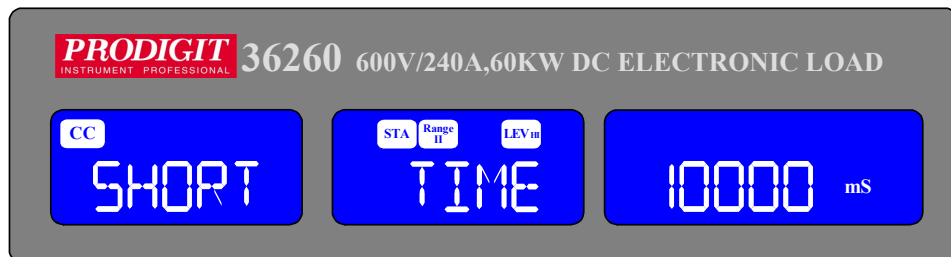 PRODIGIT
INSTRUMENT PROFESSIONAL
36260 600V/240A,60KW DC ELECTRONIC LOAD
CC
SHORT
STA
Range
II
LEV HI
TIME
10000 mS